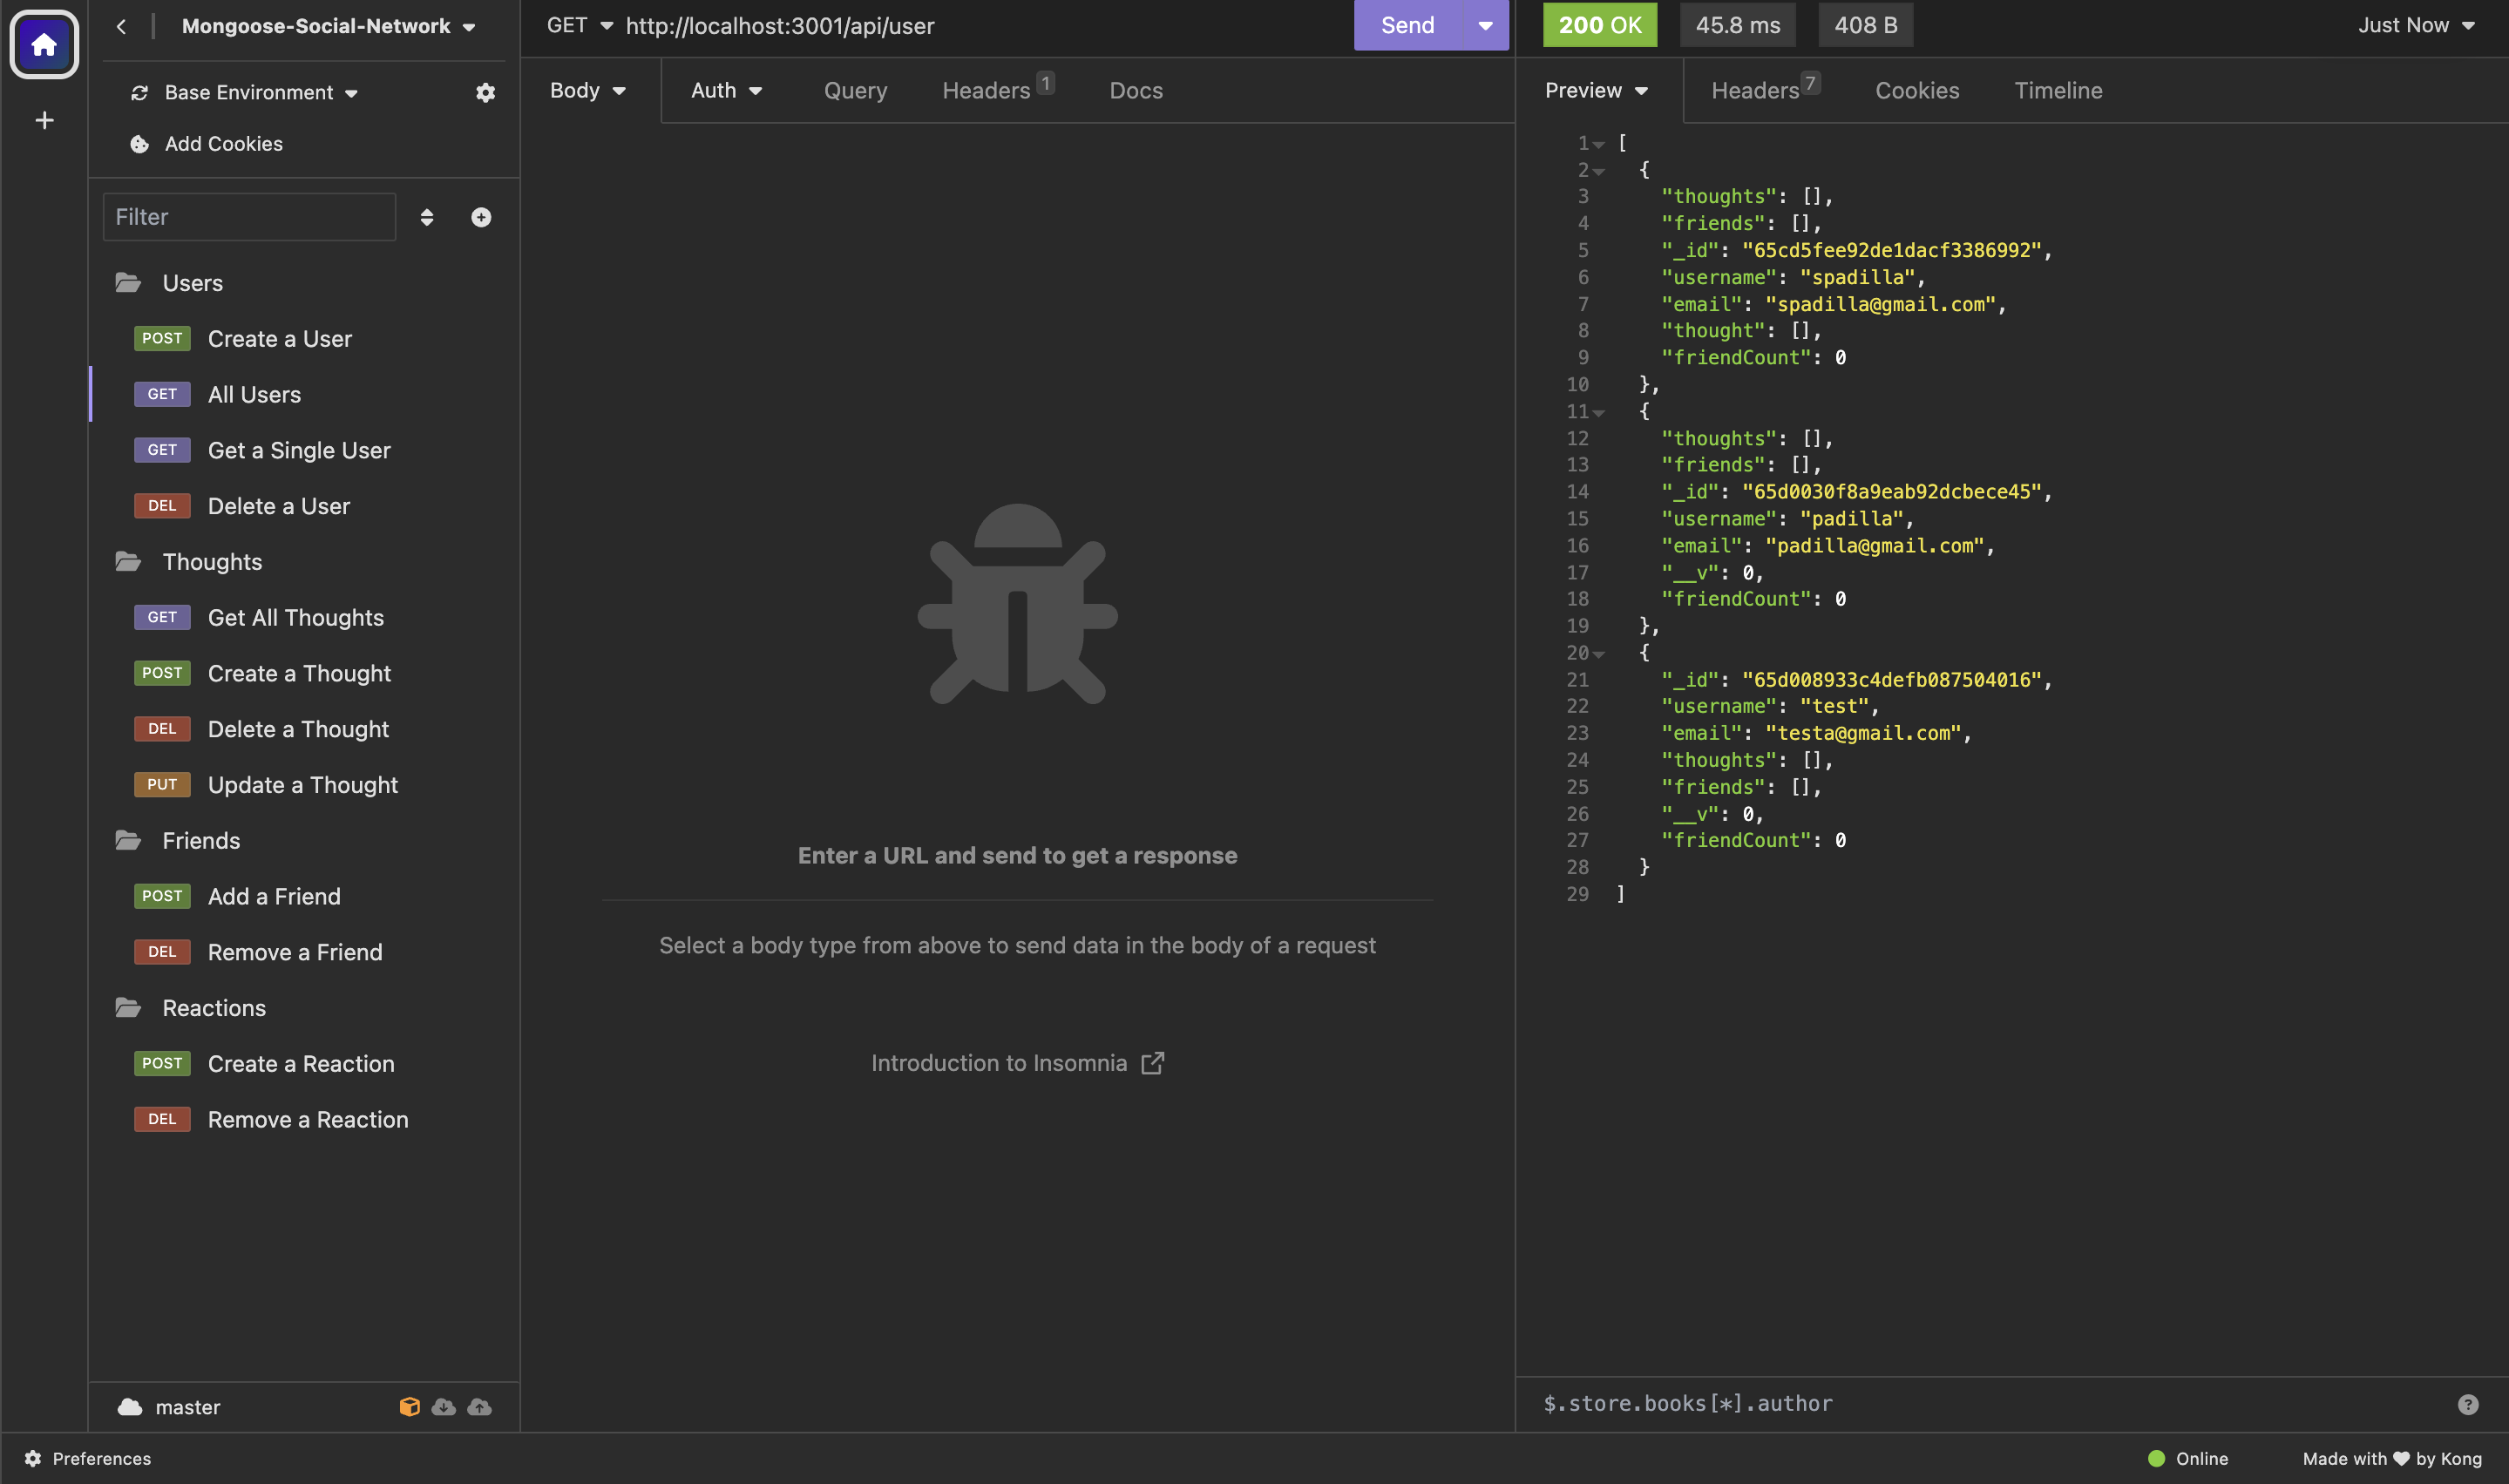 Mongoose-Social-Network
Base Environment
Add Cookies
Filter
Users
POST Create a User
GET All Users
GET Get a Single User
DEL Delete a User
Thoughts
GET Get All Thoughts
POST Create a Thought
DEL Delete a Thought
PUT Update a Thought
Friends
POST Add a Friend
DEL Remove a Friend
Reactions
POST Create a Reaction
DEL Remove a Reaction
master
GET http://localhost:3001/api/user Send
Body Auth Query Headers 1 Docs
Enter a URL and send to get a response
Select a body type from above to send data in the body of a request
Introduction to Insomnia
200 OK 45.8 ms 408 B Just Now
Preview Headers 7 Cookies Timeline
1 [
2 {
3 "thoughts": [],
4 "friends": [],
5 "_id": "65cd5fee92de1dacf3386992",
6 "username": "spadilla",
7 "email": "spadilla@gmail.com",
8 "thought": [],
9 "friendCount": 0
10 },
11 {
12 "thoughts": [],
13 "friends": [],
14 "_id": "65d0030f8a9eab92dcbece45",
15 "username": "padilla",
16 "email": "padilla@gmail.com",
17 "__v": 0,
18 "friendCount": 0
19 },
20 {
21 "_id": "65d008933c4defb087504016",
22 "username": "test",
23 "email": "testa@gmail.com",
24 "thoughts": [],
25 "friends": [],
26 "__v": 0,
27 "friendCount": 0
28 }
29 ]
$.store.books[*].author
Preferences
Online Made with ♥ by Kong